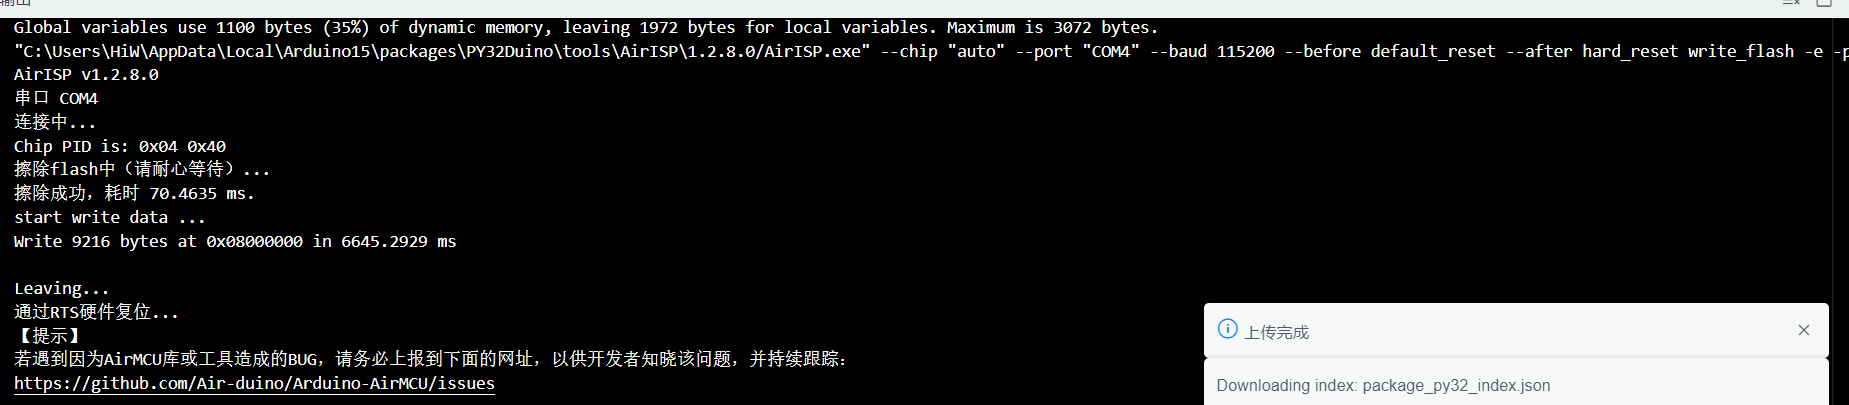 输出
Global variables use 1100 bytes (35%) of dynamic memory, leaving 1972 bytes for local variables. Maximum is 3072 bytes.
"C:\Users\HiW\AppData\Local\Arduino15\packages\PY32Duino\tools\AirISP\1.2.8.0/AirISP.exe" --chip "auto" --port "COM4" --baud 115200 --before default_reset --after hard_reset write_flash -e -p
AirISP v1.2.8.0
串口 COM4
连接中...
Chip PID is: 0x04 0x40
擦除flash中（请耐心等待）...
擦除成功，耗时 70.4635 ms.
start write data ...
Write 9216 bytes at 0x08000000 in 6645.2929 ms
Leaving...
通过RTS硬件复位...
【提示】
若遇到因为AirMCU库或工具造成的BUG，请务必上报到下面的网址，以供开发者知晓该问题，并持续跟踪：
https://github.com/Air-duino/Arduino-AirMCU/issues
上传完成
Downloading index: package_py32_index.json